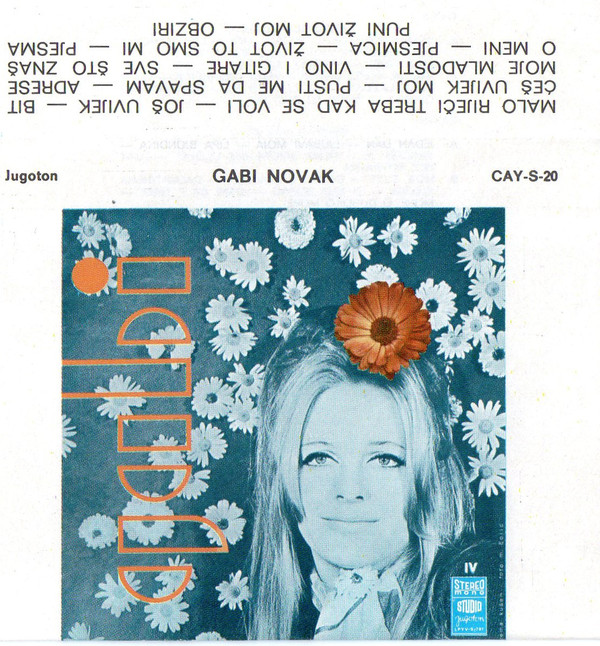 MALO RIJEČI TREBA KAD SE VOLI — JOŠ UVIJEK — BIT
ĆEŠ UVIJEK MOJ — PUSTI ME DA SPAVAM — ADRESE
MOJE MLADOSTI — VINO I GITARE — SVE ŠTO ZNAŠ
O MENI — PJESMICA — ŽIVOT TO SMO MI — PJESMA
PUNI ŽIVOT MOJ — OBZIRI
Jugoton GABI NOVAK CAY-S-20
gabi
IV
STEREO
mono
STUDIO
Jugoton